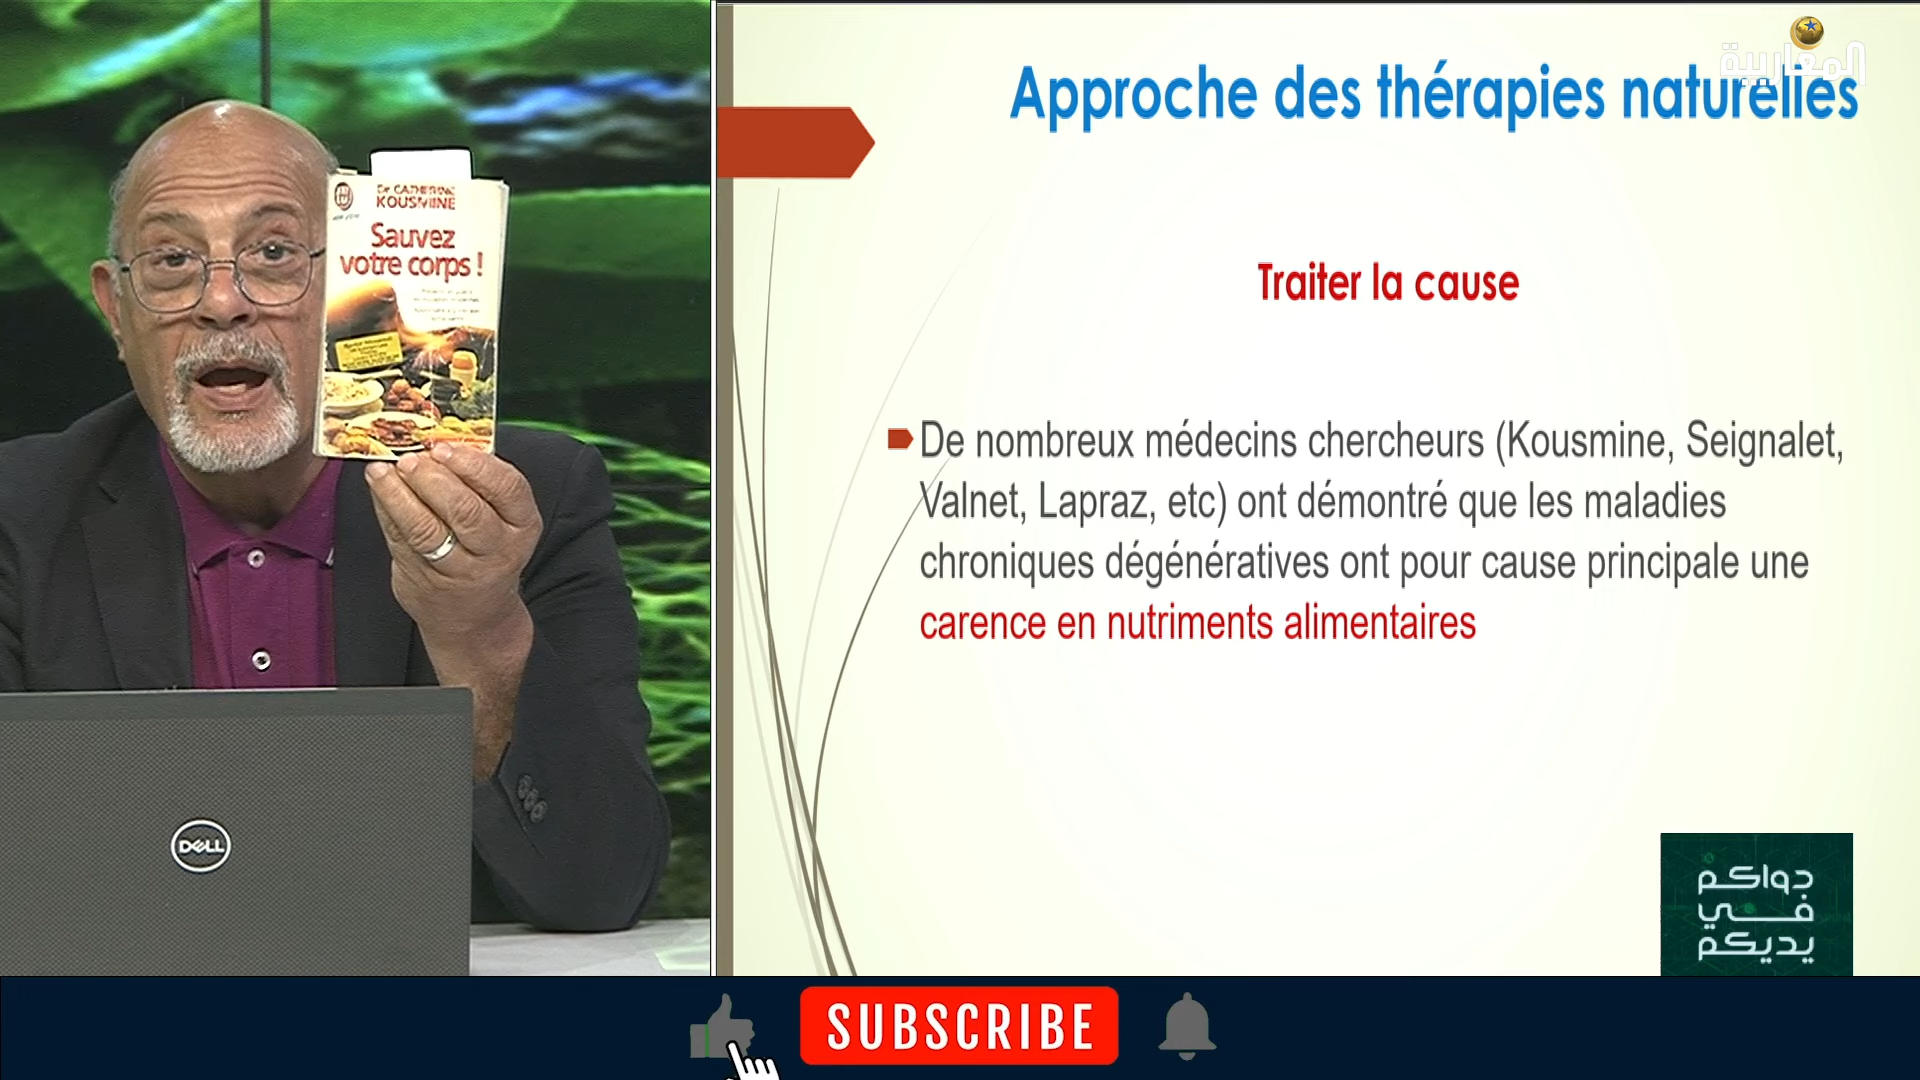 Dr CATHERINE
KOUSMINE
Sauvez
votre corps !
المغاربية
Approche des thérapies naturelles
Traiter la cause
De nombreux médecins chercheurs (Kousmine, Seignalet,
Valnet, Lapraz, etc) ont démontré que les maladies
chroniques dégénératives ont pour cause principale une
carence en nutriments alimentaires
DELL
دواكم
في
يديكم
SUBSCRIBE